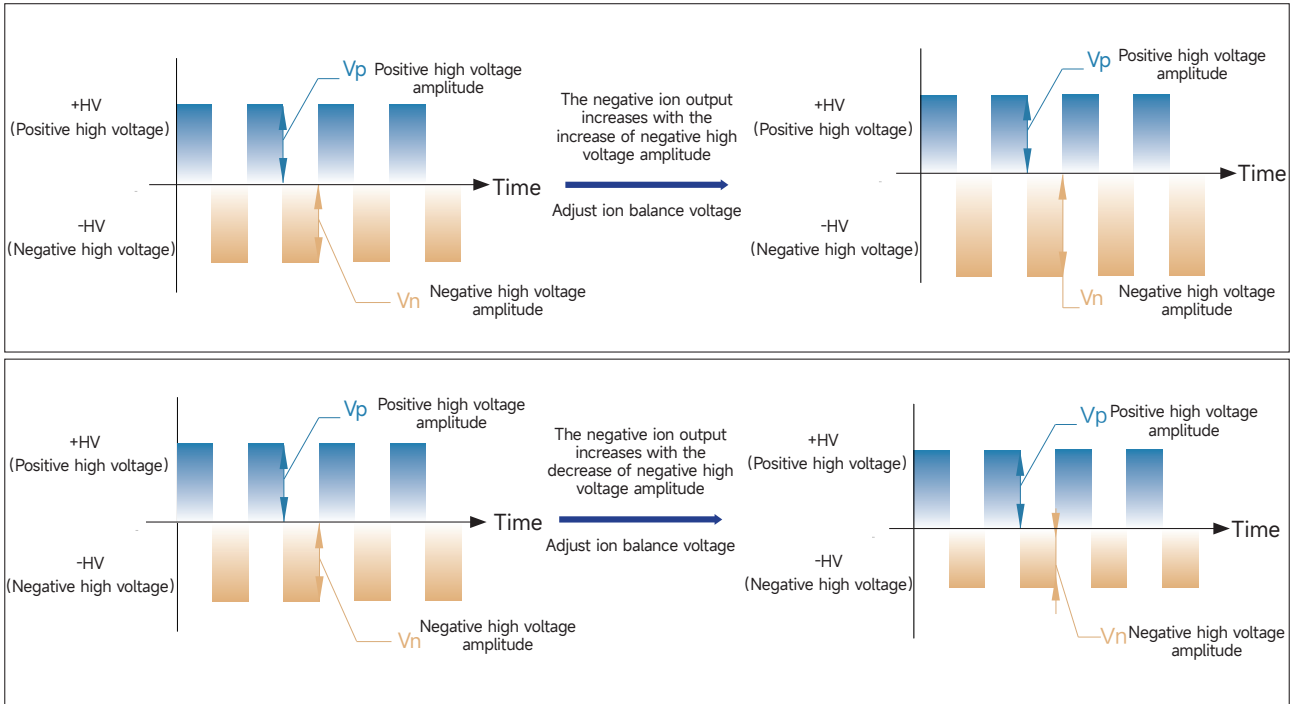 Vp Positive high voltage
amplitude
+HV
(Positive high voltage)
Time
-HV
(Negative high voltage)
Vn Negative high voltage
amplitude
The negative ion output
increases with the
increase of negative high
voltage amplitude
Adjust ion balance voltage
Vp Positive high voltage
amplitude
+HV
(Positive high voltage)
Time
-HV
(Negative high voltage)
Vn Negative high voltage
amplitude
Vp Positive high voltage
amplitude
+HV
(Positive high voltage)
Time
-HV
(Negative high voltage)
Vn Negative high voltage
amplitude
The negative ion output
increases with the
decrease of negative high
voltage amplitude
Adjust ion balance voltage
Vp Positive high voltage
amplitude
+HV
(Positive high voltage)
Time
-HV
(Negative high voltage)
Vn Negative high voltage
amplitude